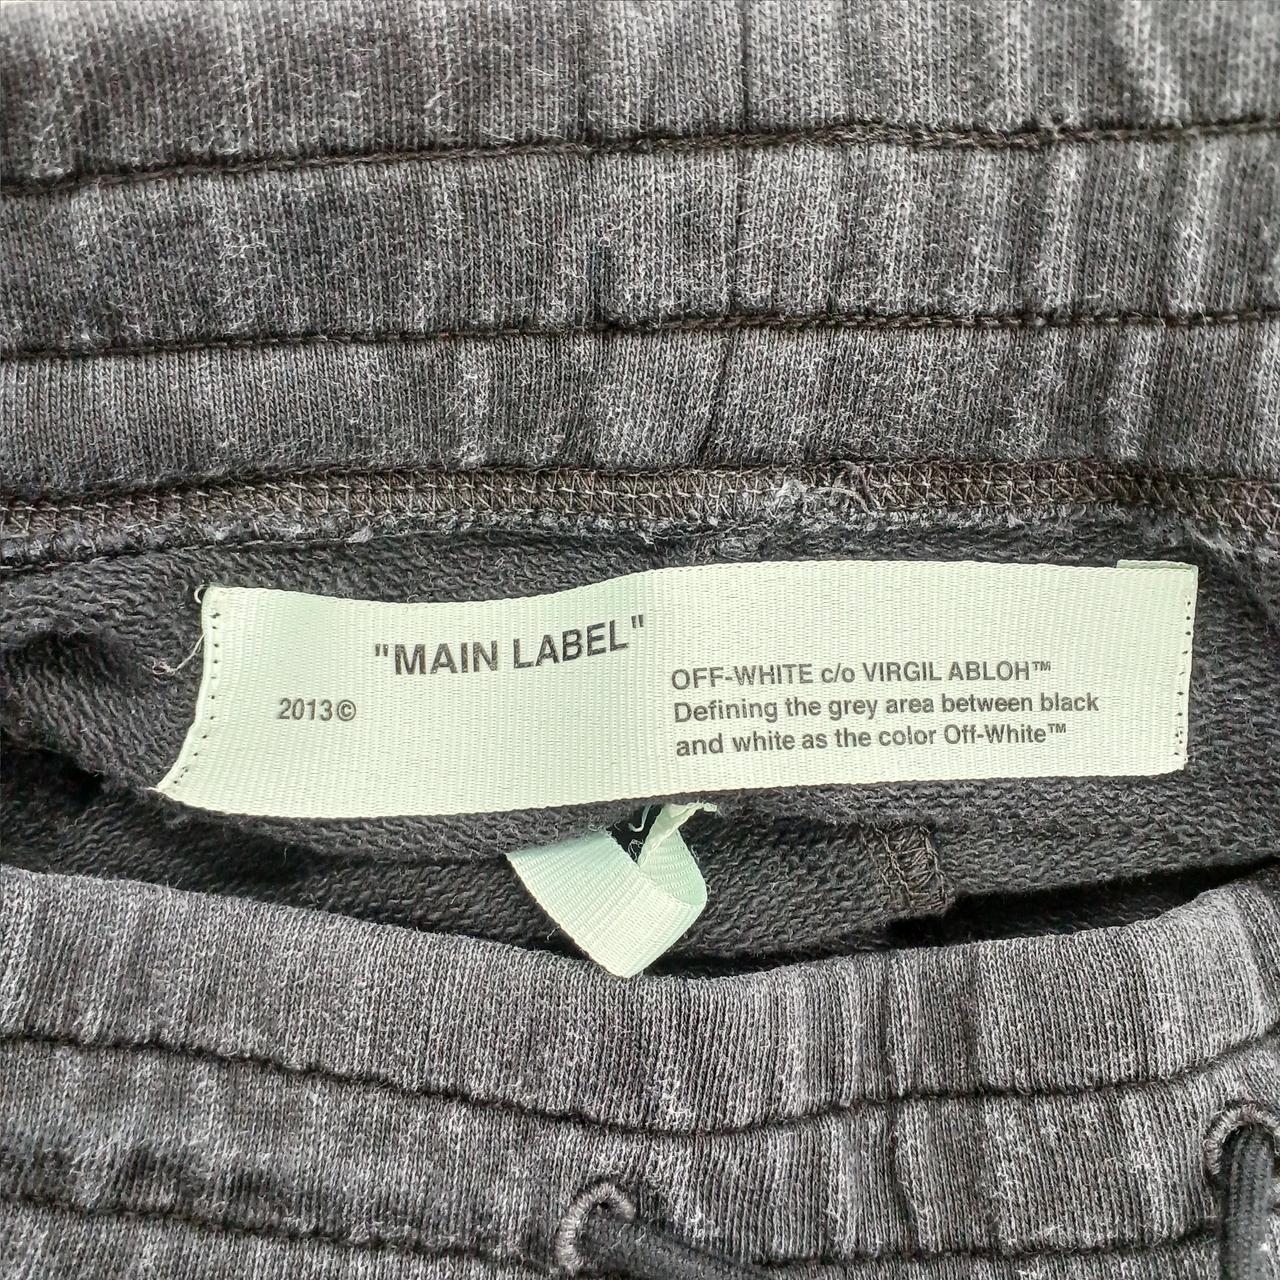 "MAIN LABEL"
2013©
OFF-WHITE c/o VIRGIL ABLOH™
Defining the grey area between black
and white as the color Off-White™